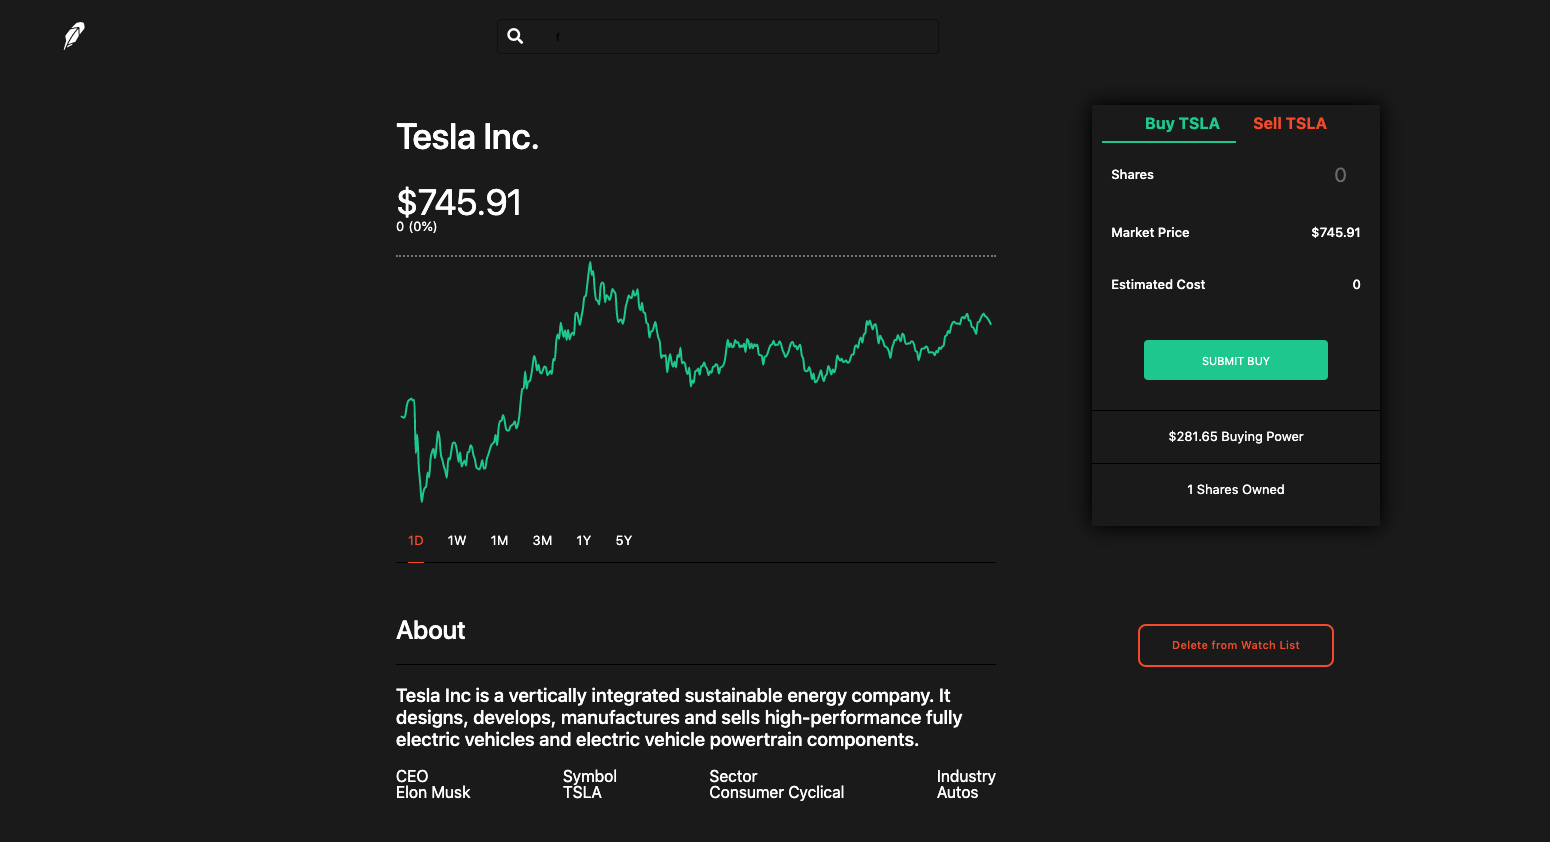 f
Tesla Inc.
$745.91
0 (0%)
1D 1W 1M 3M 1Y 5Y
About
Tesla Inc is a vertically integrated sustainable energy company. It
designs, develops, manufactures and sells high-performance fully
electric vehicles and electric vehicle powertrain components.
CEO Symbol Sector Industry
Elon Musk TSLA Consumer Cyclical Autos
Buy TSLA Sell TSLA
Shares 0
Market Price $745.91
Estimated Cost 0
SUBMIT BUY
$281.65 Buying Power
1 Shares Owned
Delete from Watch List